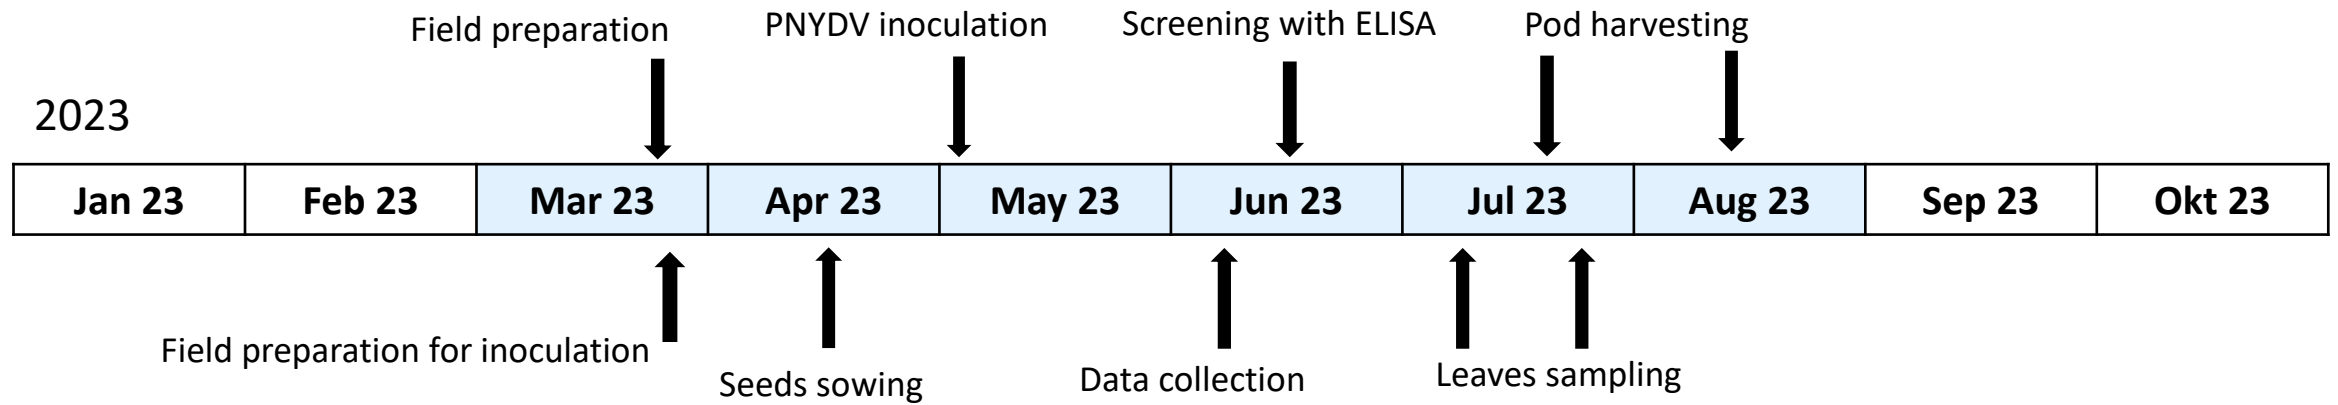 Field preparation
PNYDV inoculation
Screening with ELISA
Pod harvesting
2023
Jan 23
Feb 23
Mar 23
Apr 23
May 23
Jun 23
Jul 23
Aug 23
Sep 23
Okt 23
Field preparation for inoculation
Seeds sowing
Data collection
Leaves sampling